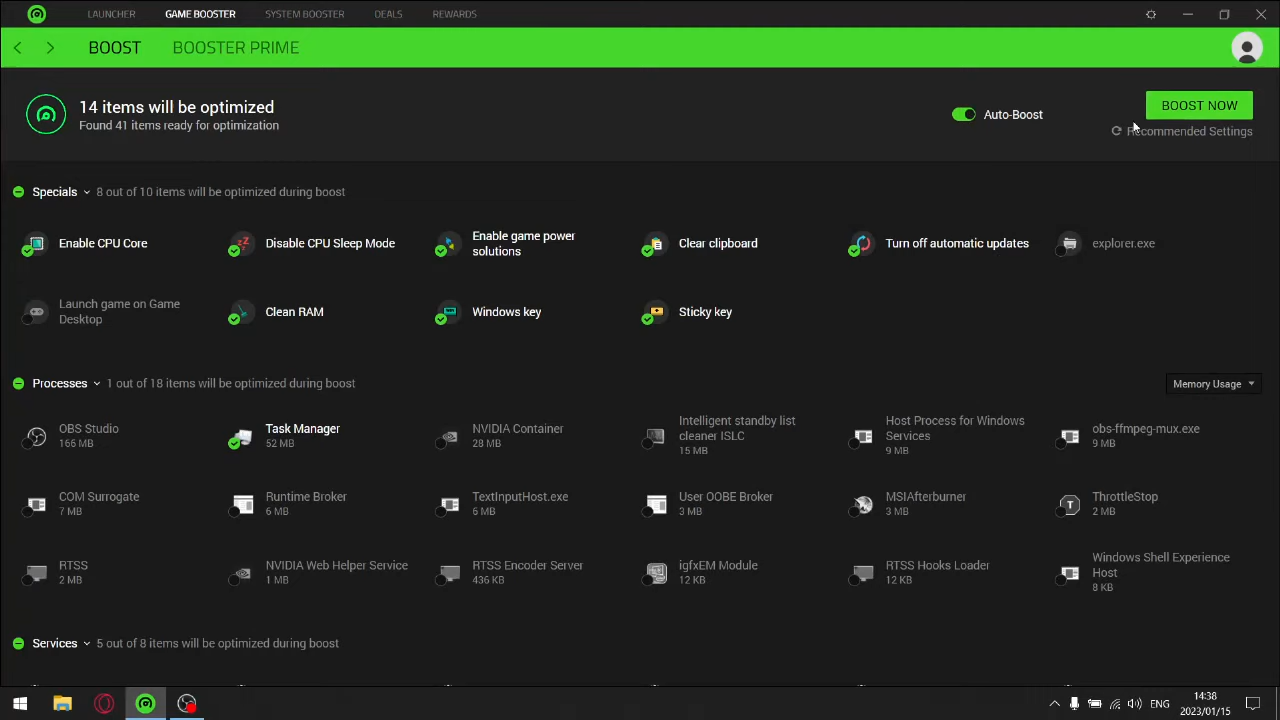 LAUNCHER GAME BOOSTER SYSTEM BOOSTER DEALS REWARDS
BOOST BOOSTER PRIME
14 items will be optimized
Found 41 items ready for optimization
Auto-Boost
BOOST NOW
Recommended Settings
Specials 8 out of 10 items will be optimized during boost
Enable CPU Core
Disable CPU Sleep Mode
Enable game power
solutions
Clear clipboard
Turn off automatic updates
explorer.exe
Launch game on Game
Desktop
Clean RAM
Windows key
Sticky key
Processes 1 out of 18 items will be optimized during boost
Memory Usage
OBS Studio
166 MB
Task Manager
52 MB
NVIDIA Container
28 MB
Intelligent standby list
cleaner ISLC
15 MB
Host Process for Windows
Services
9 MB
obs-ffmpeg-mux.exe
9 MB
COM Surrogate
7 MB
Runtime Broker
6 MB
TextInputHost.exe
6 MB
User OOBE Broker
3 MB
MSIAfterburner
3 MB
ThrottleStop
2 MB
RTSS
2 MB
NVIDIA Web Helper Service
1 MB
RTSS Encoder Server
436 KB
igfxEM Module
12 KB
RTSS Hooks Loader
12 KB
Windows Shell Experience
Host
8 KB
Services 5 out of 8 items will be optimized during boost
ENG
14:38
2023/01/15